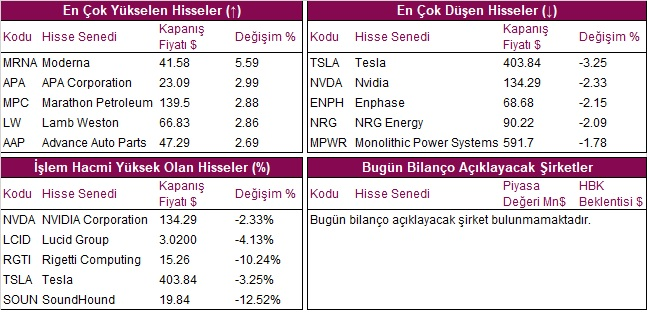 En Çok Yükselen Hisseler (↑)
Kodu Hisse Senedi Kapanış Fiyatı $ Değişim %
MRNA Moderna 41.58 5.59
APA APA Corporation 23.09 2.99
MPC Marathon Petroleum 139.5 2.88
LW Lamb Weston 66.83 2.86
AAP Advance Auto Parts 47.29 2.69
En Çok Düşen Hisseler (↓)
Kodu Hisse Senedi Kapanış Fiyatı $ Değişim %
TSLA Tesla 403.84 -3.25
NVDA Nvidia 134.29 -2.33
ENPH Enphase 68.68 -2.15
NRG NRG Energy 90.22 -2.09
MPWR Monolithic Power Systems 591.7 -1.78
İşlem Hacmi Yüksek Olan Hisseler (%)
Kodu Hisse Senedi Kapanış Fiyatı $ Değişim %
NVDA NVIDIA Corporation 134.29 -2.33%
LCID Lucid Group 3.0200 -4.13%
RGTI Rigetti Computing 15.26 -10.24%
TSLA Tesla 403.84 -3.25%
SOUN SoundHound 19.84 -12.52%
Bugün Bilanço Açıklayacak Şirketler
Kodu Hisse Senedi Piyasa Değeri Mn$ HBK Beklentisi $
Bugün bilanço açıklayacak şirket bulunmamaktadır.